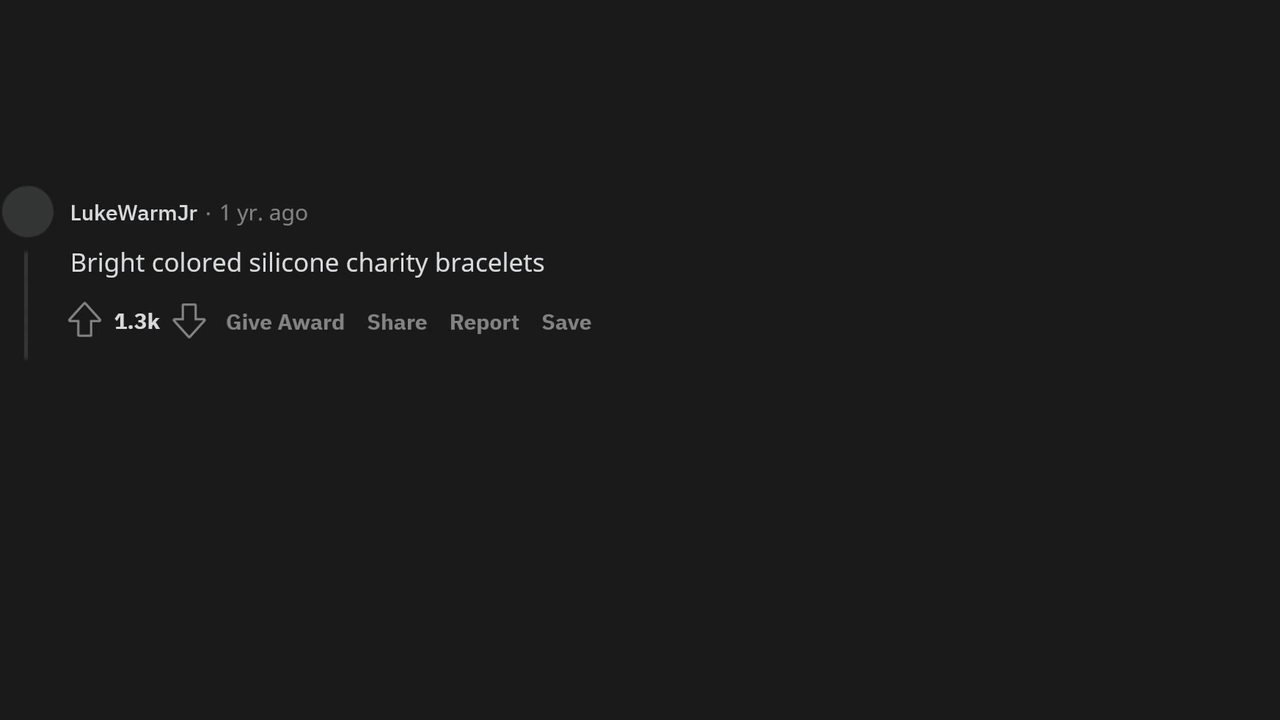 LukeWarmJr · 1 yr. ago
Bright colored silicone charity bracelets
1.3k Give Award Share Report Save